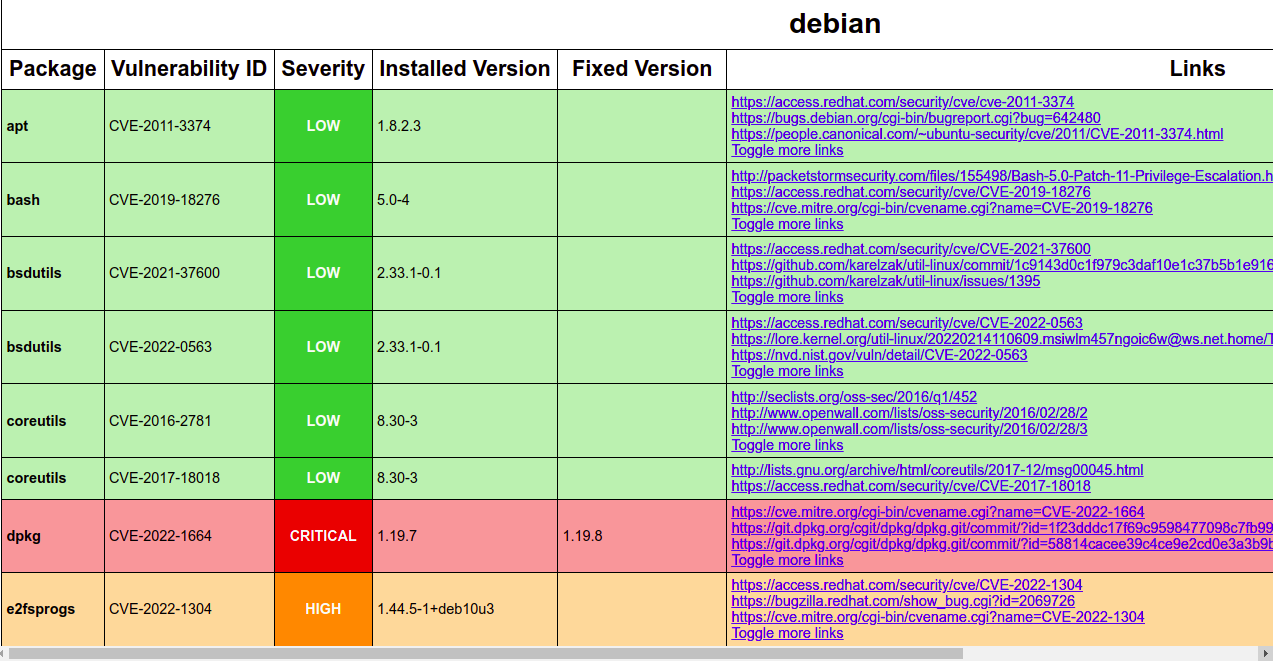 debian
Package Vulnerability ID Severity Installed Version Fixed Version Links
apt CVE-2011-3374 LOW 1.8.2.3
https://access.redhat.com/security/cve/cve-2011-3374
https://bugs.debian.org/cgi-bin/bugreport.cgi?bug=642480
https://people.canonical.com/~ubuntu-security/cve/2011/CVE-2011-3374.html
Toggle more links
bash CVE-2019-18276 LOW 5.0-4
http://packetstormsecurity.com/files/155498/Bash-5.0-Patch-11-Privilege-Escalation.h
https://access.redhat.com/security/cve/CVE-2019-18276
https://cve.mitre.org/cgi-bin/cvename.cgi?name=CVE-2019-18276
Toggle more links
bsdutils CVE-2021-37600 LOW 2.33.1-0.1
https://access.redhat.com/security/cve/CVE-2021-37600
https://github.com/karelzak/util-linux/commit/1c9143d0c1f979c3daf10e1c37b5b1e916
https://github.com/karelzak/util-linux/issues/1395
Toggle more links
bsdutils CVE-2022-0563 LOW 2.33.1-0.1
https://access.redhat.com/security/cve/CVE-2022-0563
https://lore.kernel.org/util-linux/20220214110609.msiwlm457ngoic6w@ws.net.home/T
https://nvd.nist.gov/vuln/detail/CVE-2022-0563
Toggle more links
coreutils CVE-2016-2781 LOW 8.30-3
http://seclists.org/oss-sec/2016/q1/452
http://www.openwall.com/lists/oss-security/2016/02/28/2
http://www.openwall.com/lists/oss-security/2016/02/28/3
Toggle more links
coreutils CVE-2017-18018 LOW 8.30-3
http://lists.gnu.org/archive/html/coreutils/2017-12/msg00045.html
https://access.redhat.com/security/cve/CVE-2017-18018
dpkg CVE-2022-1664 CRITICAL 1.19.7 1.19.8
https://cve.mitre.org/cgi-bin/cvename.cgi?name=CVE-2022-1664
https://git.dpkg.org/cgit/dpkg/dpkg.git/commit/?id=1f23dddc17f69c9598477098c7fb99
https://git.dpkg.org/cgit/dpkg/dpkg.git/commit/?id=58814cacee39c4ce9e2cd0e3a3b9b
Toggle more links
e2fsprogs CVE-2022-1304 HIGH 1.44.5-1+deb10u3
https://access.redhat.com/security/cve/CVE-2022-1304
https://bugzilla.redhat.com/show_bug.cgi?id=2069726
https://cve.mitre.org/cgi-bin/cvename.cgi?name=CVE-2022-1304
Toggle more links